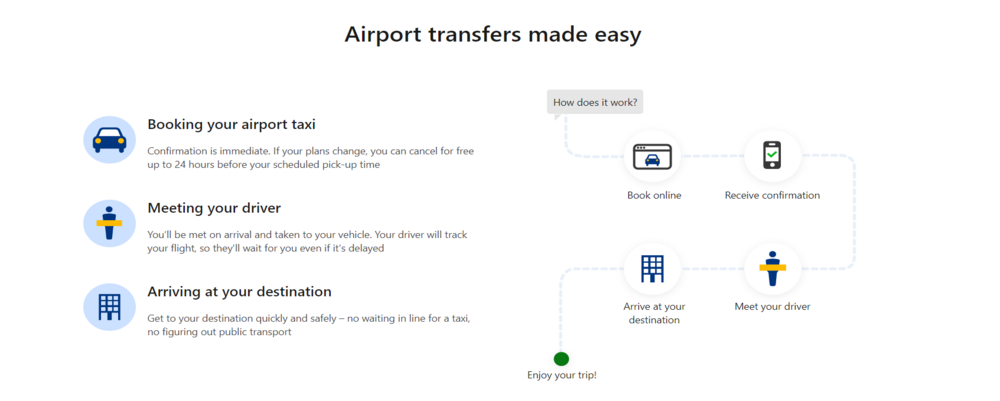 Airport transfers made easy
Booking your airport taxi
Confirmation is immediate. If your plans change, you can cancel for free
up to 24 hours before your scheduled pick-up time
Meeting your driver
You'll be met on arrival and taken to your vehicle. Your driver will track
your flight, so they'll wait for you even if it's delayed
Arriving at your destination
Get to your destination quickly and safely – no waiting in line for a taxi,
no figuring out public transport
How does it work?
Book online
Receive confirmation
Arrive at your
destination
Meet your driver
Enjoy your trip!